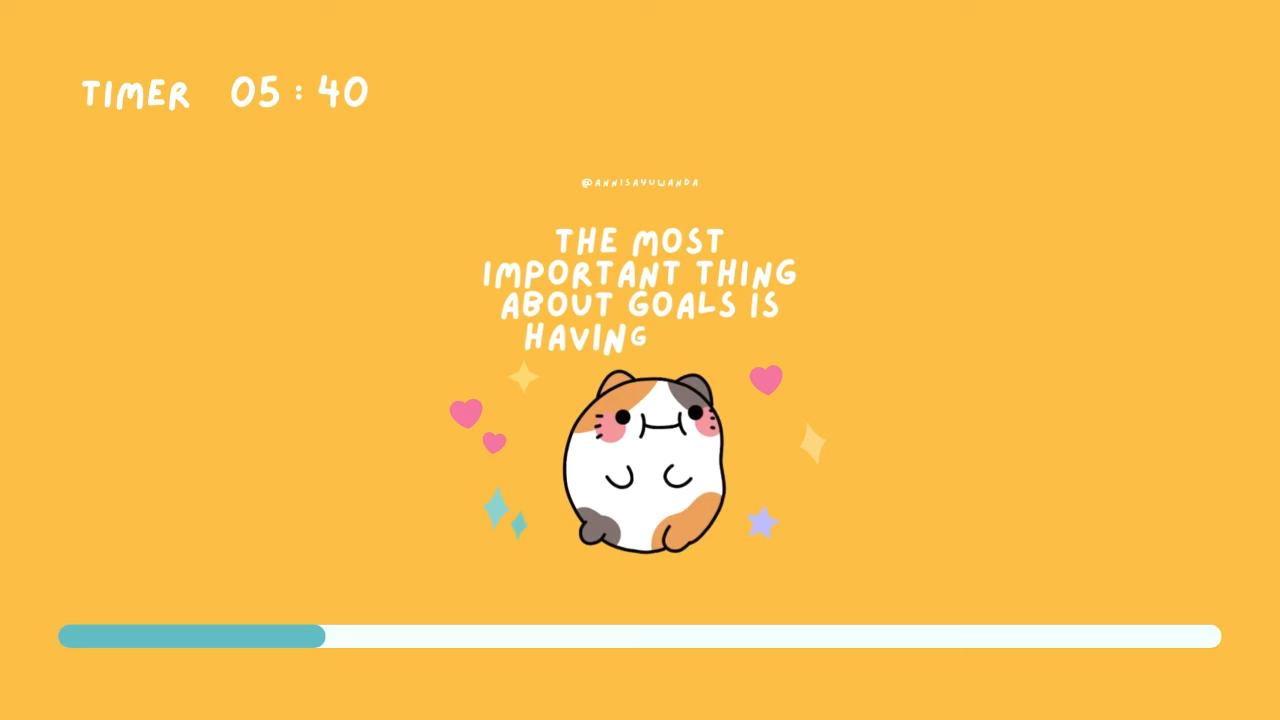 TIMER 05 : 40
@ANNISAYUWANDA
THE MOST
IMPORTANT THING
ABOUT GOALS IS
HAVING